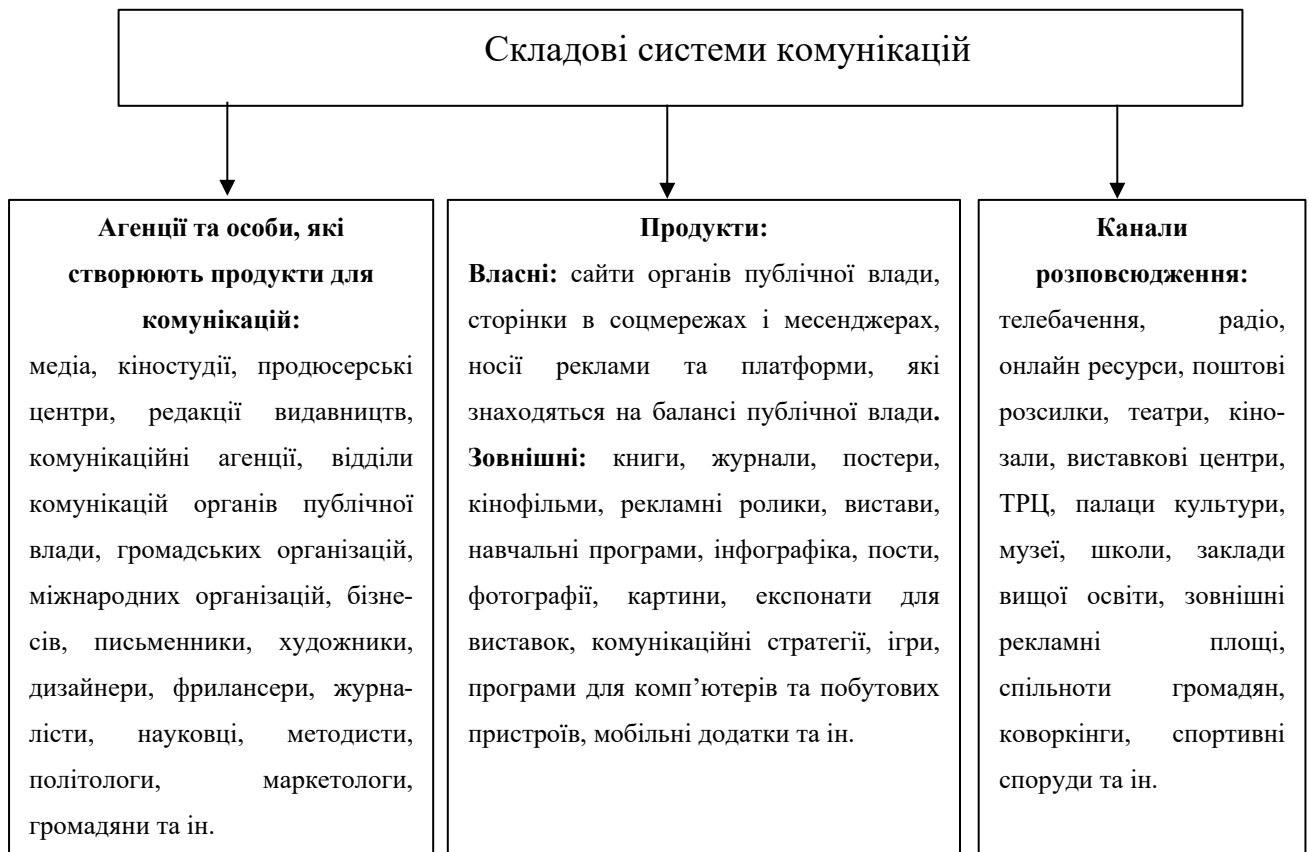 Складові системи комунікацій
Агенції та особи, які
створюють продукти для
комунікацій:
медіа, кіностудії, продюсерські
центри, редакції видавництв,
комунікаційні агенції, відділи
комунікацій органів публічної
влади, громадських організацій,
міжнародних організацій, бізне-
сів, письменники, художники,
дизайнери, фрилансери, журна-
лісти, науковці, методисти,
політологи, маркетологи,
громадяни та ін.
Продукти:
Власні: сайти органів публічної влади,
сторінки в соцмережах і месенджерах,
носії реклами та платформи, які
знаходяться на балансі публічної влади.
Зовнішні: книги, журнали, постери,
кінофільми, рекламні ролики, вистави,
навчальні програми, інфографіка, пости,
фотографії, картини, експонати для
виставок, комунікаційні стратегії, ігри,
програми для комп’ютерів та побутових
пристроїв, мобільні додатки та ін.
Канали
розповсюдження:
телебачення, радіо,
онлайн ресурси, поштові
розсилки, театри, кіно-
зали, виставкові центри,
ТРЦ, палаци культури,
музеї, школи, заклади
вищої освіти, зовнішні
рекламні площі,
спільноти громадян,
коворкінги, спортивні
споруди та ін.